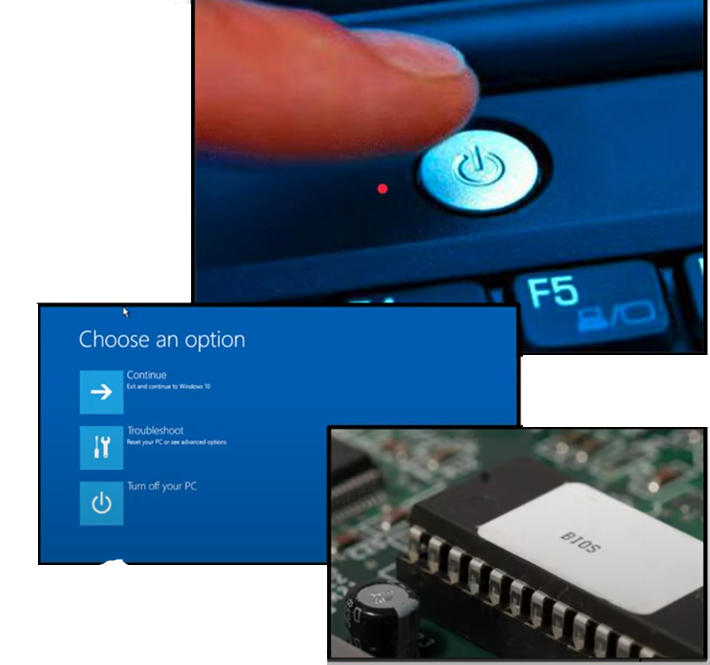 F5
Choose an option
Continue
Exit and continue to Windows 10
Troubleshoot
Reset your PC or see advanced options
Turn off your PC
BIOS